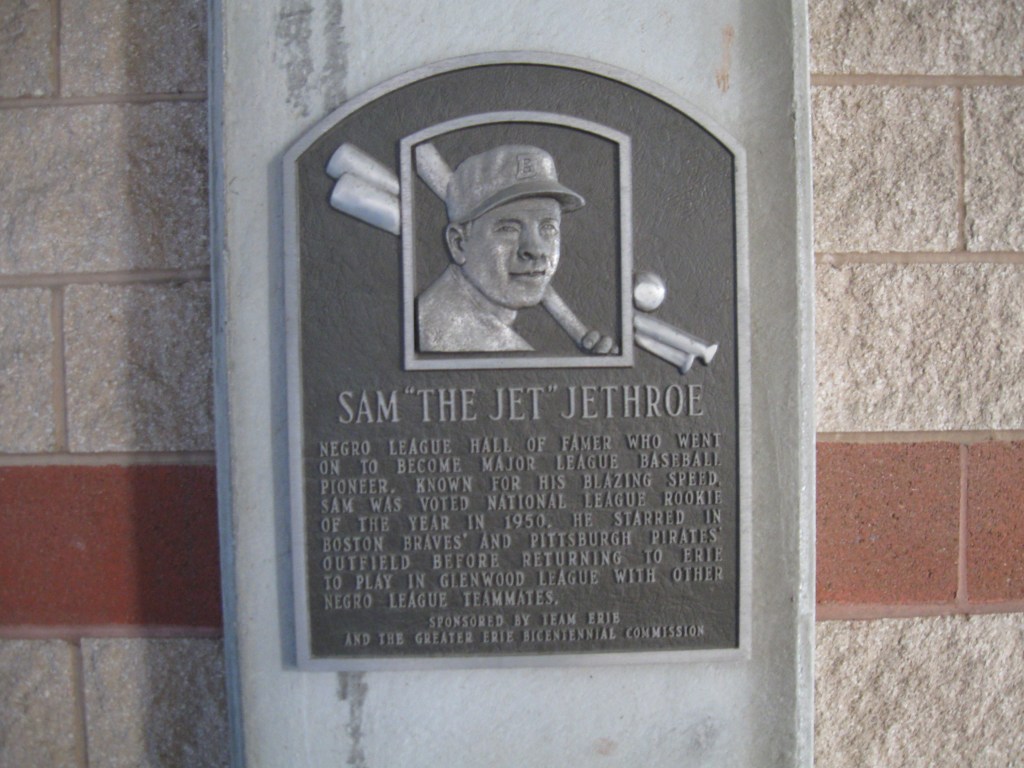 B
SAM "THE JET" JETHROE
NEGRO LEAGUE HALL OF FAMER WHO WENT
ON TO BECOME MAJOR LEAGUE BASEBALL
PIONEER. KNOWN FOR HIS BLAZING SPEED,
SAM WAS VOTED NATIONAL LEAGUE ROOKIE
OF THE YEAR IN 1950. HE STARRED IN
BOSTON BRAVES' AND PITTSBURGH PIRATES'
OUTFIELD BEFORE RETURNING TO ERIE
TO PLAY IN GLENWOOD LEAGUE WITH OTHER
NEGRO LEAGUE TEAMMATES.
SPONSORED BY TEAM ERIE
AND THE GREATER ERIE BICENTENNIAL COMMISSION